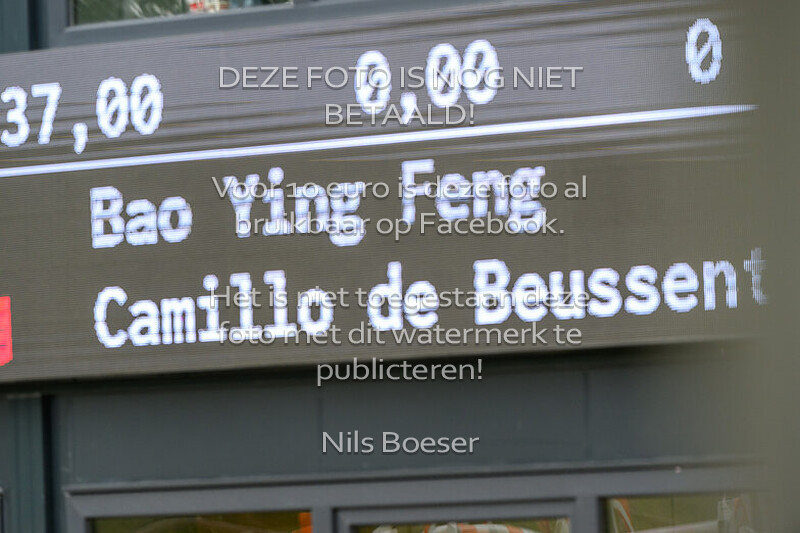 37,00 0,00 0
DEZE FOTO IS NOG NIET
BETAALD!
Bao Ying Feng
Voor 10 euro is deze foto al
bruikbaar op Facebook.
Camillo de Beussent
Het is niet toegestaan deze
foto met dit watermerk te
publiceren!
Nils Boeser